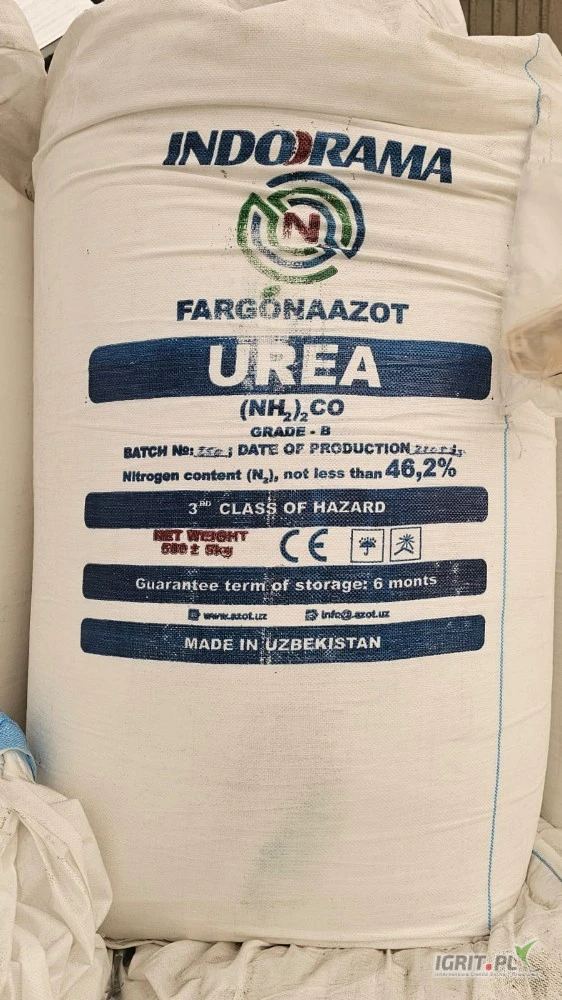 INDORAMA
N
FARGONAAZOT
UREA
(NH₂)₂CO
GRADE - B
BATCH No: ; DATE OF PRODUCTION
Nitrogen content (N₂), not less than 46,2%
3RD CLASS OF HAZARD
NET WEIGHT
500 ± 5kg
CE
Guarantee term of storage: 6 monts
www.azot.uz info@azot.uz
MADE IN UZBEKISTAN
IGRIT.PL